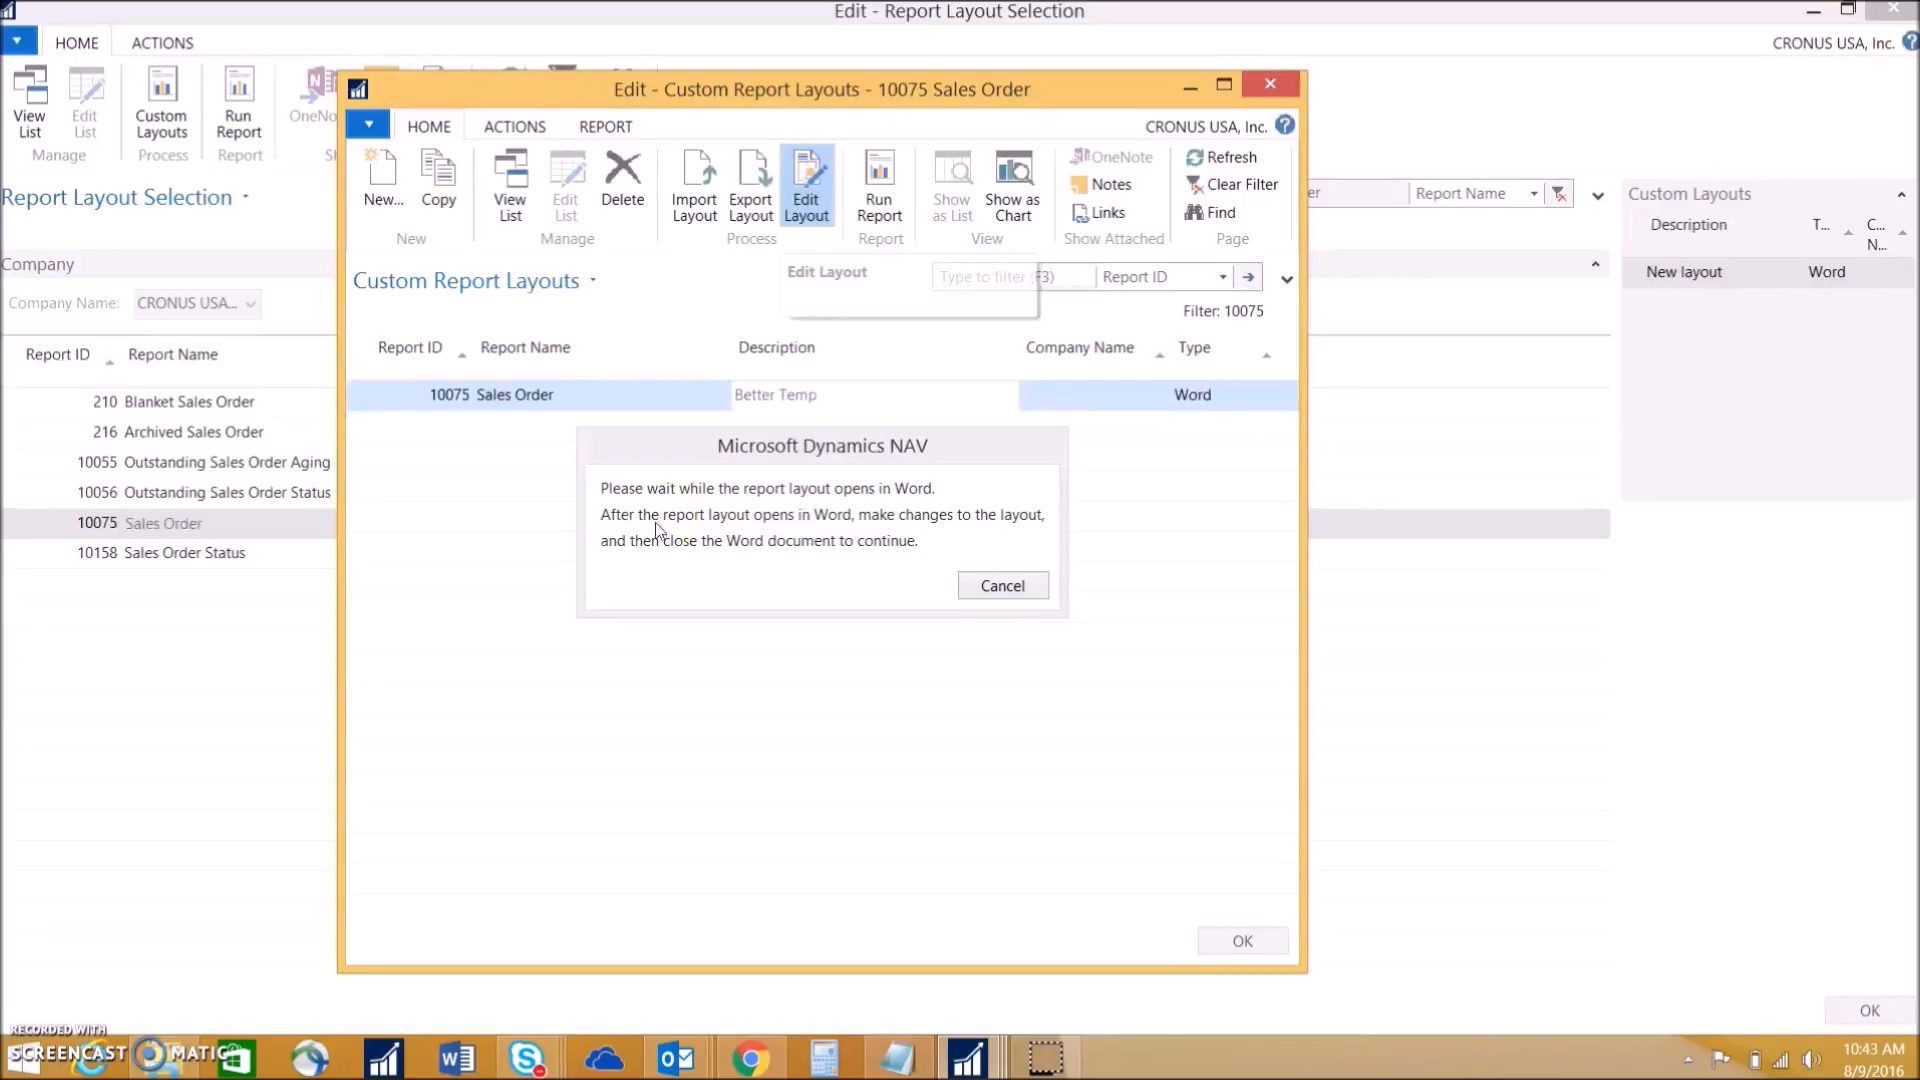 Edit - Report Layout Selection
HOME
ACTIONS
CRONUS USA, Inc.
View List
Edit List
Custom Layouts
Run Report
Manage
Process
Report
Report Layout Selection
Report Name
Custom Layouts
Description
T...
C... N...
New layout
Word
Company
Company Name:
CRONUS USA...
Report ID
Report Name
210 Blanket Sales Order
216 Archived Sales Order
10055 Outstanding Sales Order Aging
10056 Outstanding Sales Order Status
10075 Sales Order
10158 Sales Order Status
Edit - Custom Report Layouts - 10075 Sales Order
HOME
ACTIONS
REPORT
CRONUS USA, Inc.
New...
Copy
View List
Edit List
Delete
Import Layout
Export Layout
Edit Layout
Run Report
Show as List
Show as Chart
OneNote
Notes
Links
Refresh
Clear Filter
Find
New
Manage
Process
Report
View
Show Attached
Page
Custom Report Layouts
Edit Layout
Type to filter (F3)
Report ID
Filter: 10075
Report ID
Report Name
Description
Company Name
Type
10075 Sales Order
Better Temp
Word
Microsoft Dynamics NAV
Please wait while the report layout opens in Word.
After the report layout opens in Word, make changes to the layout,
and then close the Word document to continue.
Cancel
OK
OK
RECORDED WITH
SCREENCAST MATIC
10:43 AM
8/9/2016